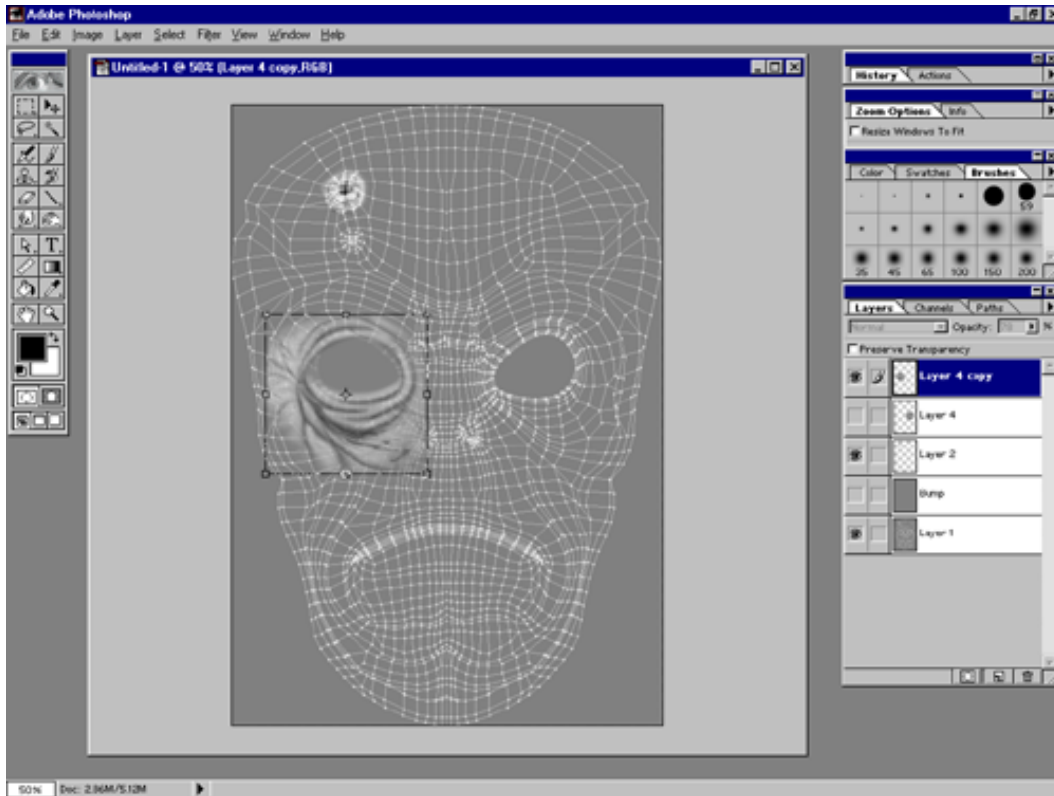 Adobe Photoshop
File Edit Image Layer Select Filter View Window Help
Untitled-1 @ 50% (Layer 4 copy,RGB)
History Actions
Zoom Options Info
Resize Windows To Fit
Color Swatches Brushes
59
35 45 65 100 150 200
Layers Channels Paths
Normal Opacity: %
Preserve Transparency
Layer 4 copy
Layer 4
Layer 2
Bump
Layer 1
T
50% Doc: 2.86M/5.12M